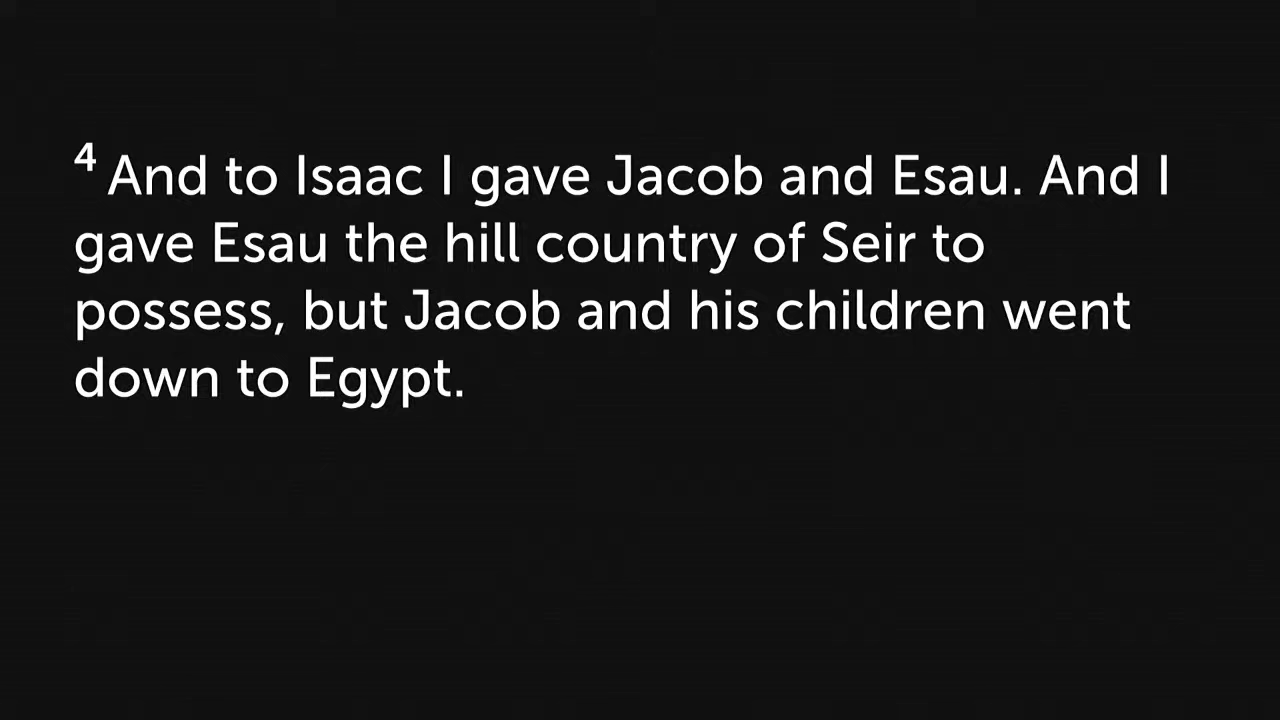 4 And to Isaac I gave Jacob and Esau. And I
gave Esau the hill country of Seir to
possess, but Jacob and his children went
down to Egypt.